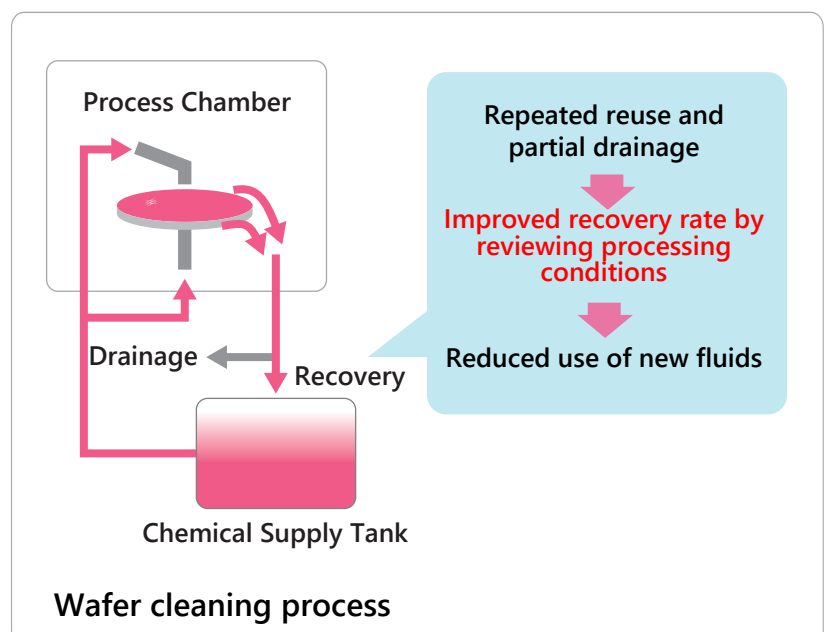 Process Chamber
Repeated reuse and
partial drainage
Improved recovery rate by
reviewing processing
conditions
Drainage
Recovery
Reduced use of new fluids
Chemical Supply Tank
Wafer cleaning process